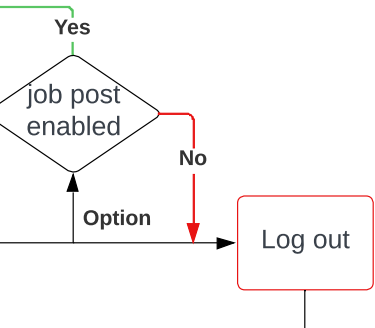 Yes
job post
enabled
No
Option
Log out